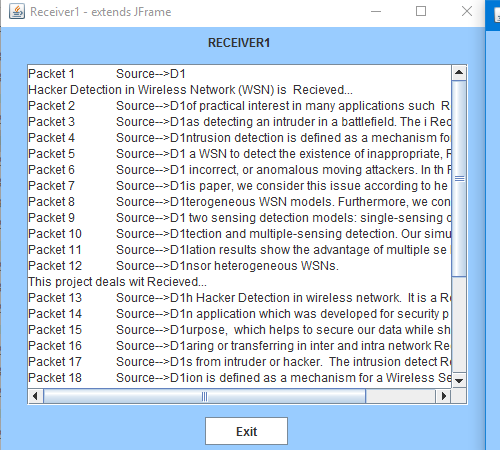 Receiver1 - extends JFrame
RECEIVER1
Packet 1 Source-->D1
Hacker Detection in Wireless Network (WSN) is Recieved...
Packet 2 Source-->D1of practical interest in many applications such R
Packet 3 Source-->D1as detecting an intruder in a battlefield. The i Rec
Packet 4 Source-->D1ntrusion detection is defined as a mechanism fo
Packet 5 Source-->D1 a WSN to detect the existence of inappropriate, R
Packet 6 Source-->D1 incorrect, or anomalous moving attackers. In th R
Packet 7 Source-->D1is paper, we consider this issue according to he
Packet 8 Source-->D1terogeneous WSN models. Furthermore, we con
Packet 9 Source-->D1 two sensing detection models: single-sensing d
Packet 10 Source-->D1tection and multiple-sensing detection. Our simu
Packet 11 Source-->D1lation results show the advantage of multiple se
Packet 12 Source-->D1nsor heterogeneous WSNs.
This project deals wit Recieved...
Packet 13 Source-->D1h Hacker Detection in wireless network. It is a Re
Packet 14 Source-->D1n application which was developed for security p
Packet 15 Source-->D1urpose, which helps to secure our data while sh
Packet 16 Source-->D1aring or transferring in inter and intra network Re
Packet 17 Source-->D1s from intruder or hacker. The intrusion detect R
Packet 18 Source-->D1ion is defined as a mechanism for a Wireless Se
Exit